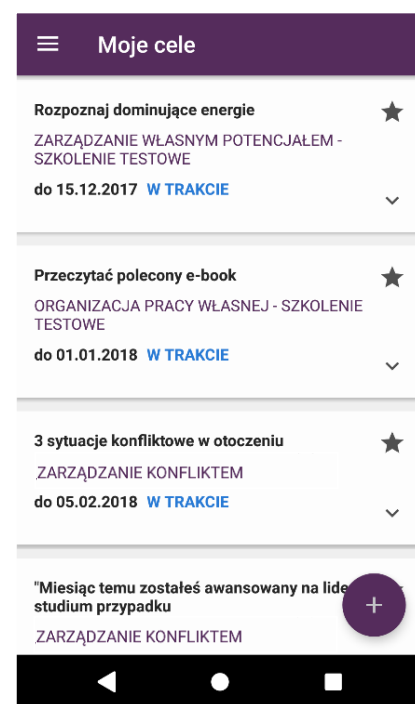 Moje cele
Rozpoznaj dominujące energie
ZARZĄDZANIE WŁASNYM POTENCJAŁEM -
SZKOLENIE TESTOWE
do 15.12.2017 W TRAKCIE
Przeczytać polecony e-book
ORGANIZACJA PRACY WŁASNEJ - SZKOLENIE
TESTOWE
do 01.01.2018 W TRAKCIE
3 sytuacje konfliktowe w otoczeniu
ZARZĄDZANIE KONFLIKTEM
do 05.02.2018 W TRAKCIE
"Miesiąc temu zostałeś awansowany na
studium przypadku
ZARZĄDZANIE KONFLIKTEM